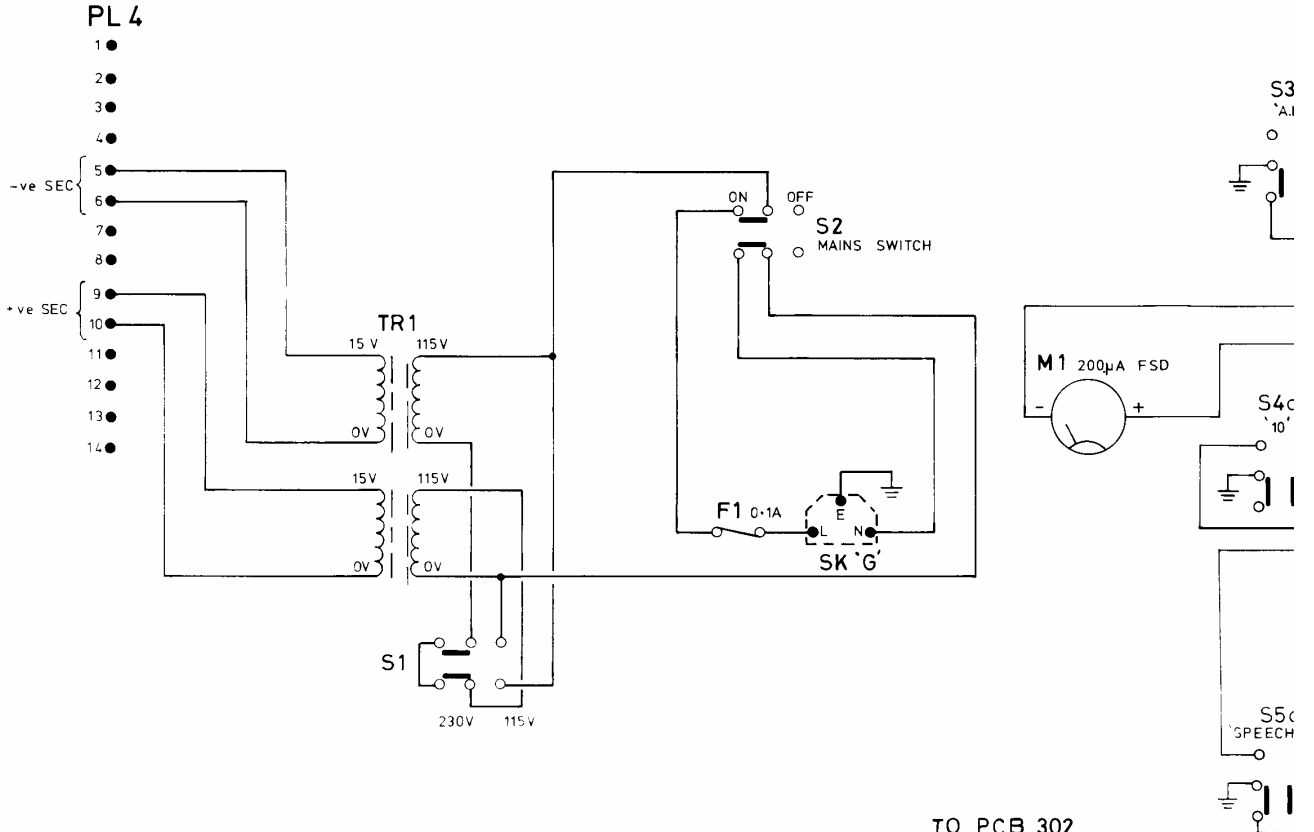 PL 4
1
2
3
4
-ve SEC
5
6
7
8
+ve SEC
9
10
11
12
13
14
TR1
15 V
115V
0V
0V
15V
115V
0V
0V
S1
230V
115V
ON
OFF
S2
MAINS SWITCH
F1 0·1A
E
L
N
SK 'G'
M1 200µA FSD
-
+
S3
'10'
TO PCB 302